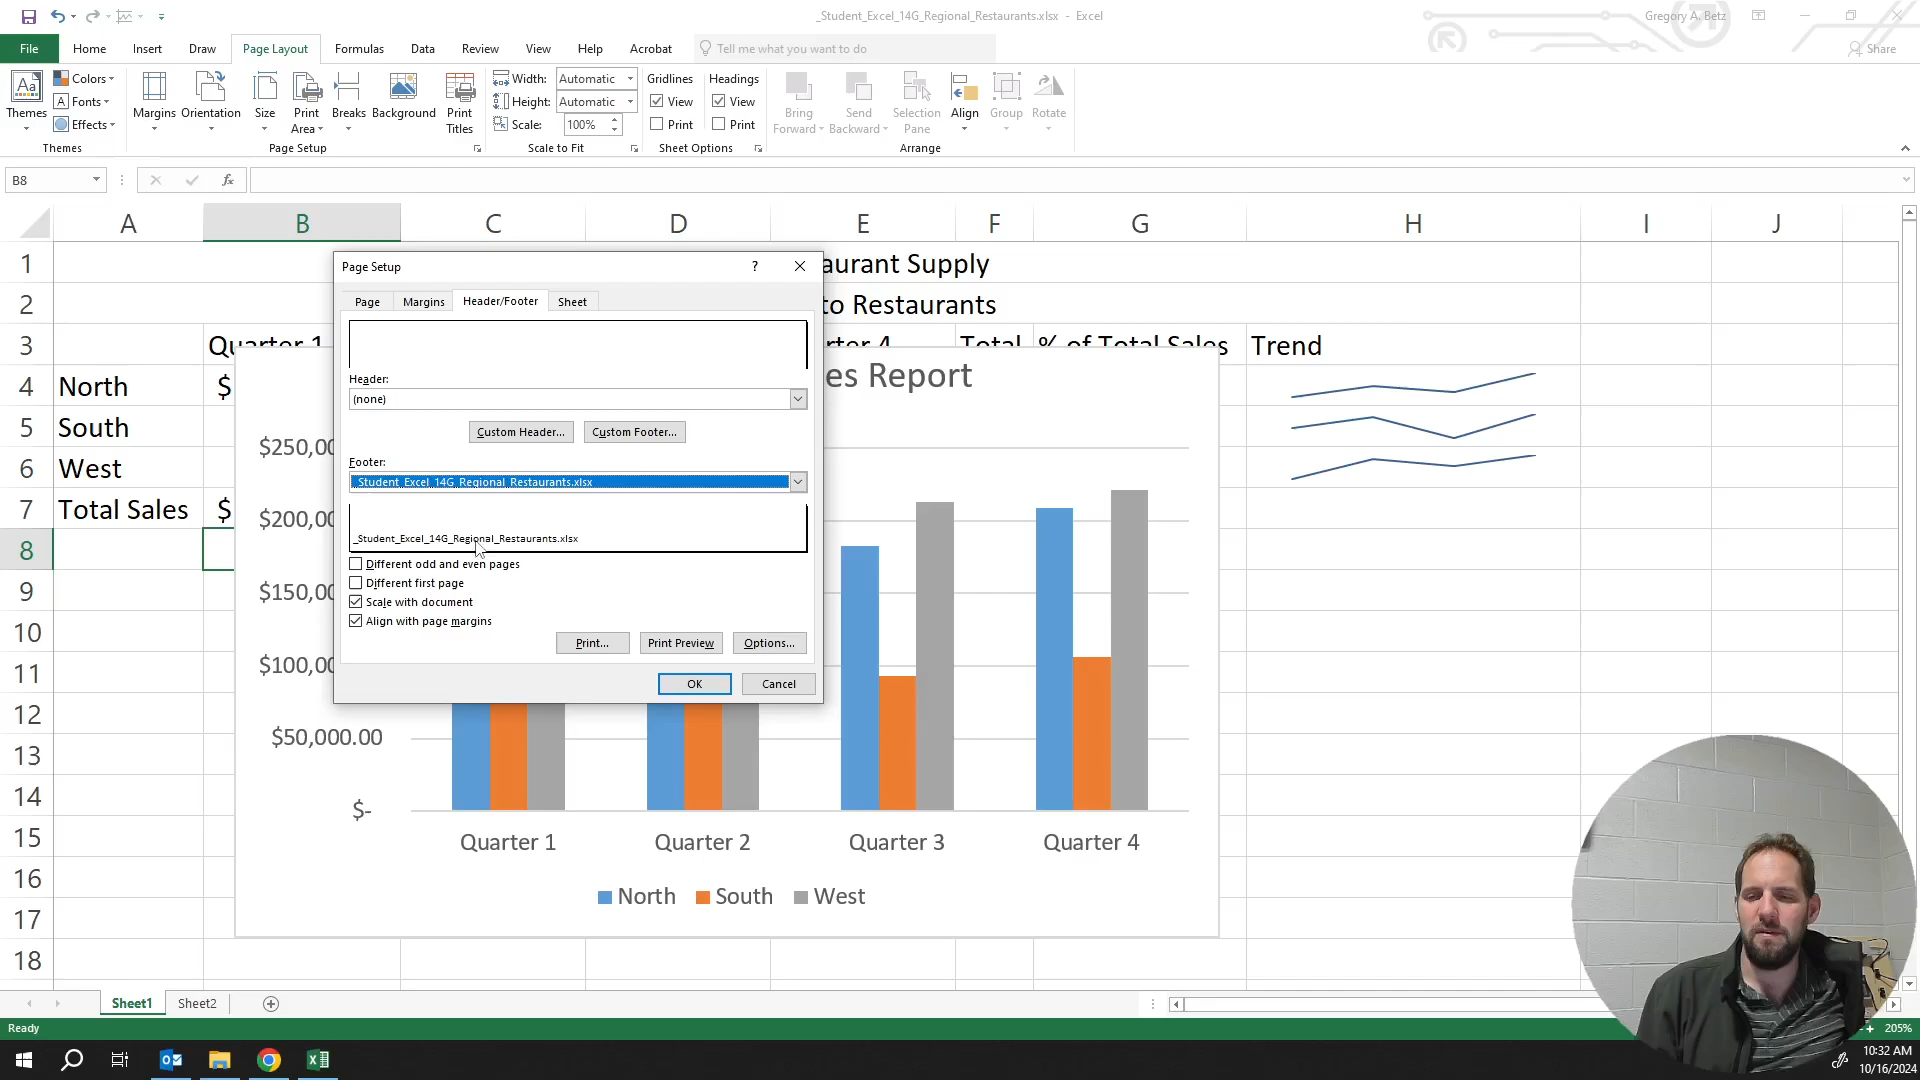 _Student_Excel_14G_Regional_Restaurants.xlsx - Excel
Gregory A. Betz
File Home Insert Draw Page Layout Formulas Data Review View Help Acrobat Tell me what you want to do Share
Themes Colors Fonts Effects
Margins Orientation Size Print Area Breaks Background Print Titles
Width: Automatic Height: Automatic Scale: 100%
Gridlines View Print Headings View Print
Bring Forward Send Backward Selection Pane Align Group Rotate
Themes Page Setup Scale to Fit Sheet Options Arrange
B8 fx
A B C D E F G H I J
1 aurant Supply
2 to Restaurants
3 Quarter 1 rter 4 Total % of Total Sales Trend
4 North $
5 South
6 West
7 Total Sales $
8
9
10
11
12
13
14
15
16
17
18
Page Setup ?
Page Margins Header/Footer Sheet
Header:
(none)
Custom Header... Custom Footer...
Footer:
_Student_Excel_14G_Regional_Restaurants.xlsx
_Student_Excel_14G_Regional_Restaurants.xlsx
Different odd and even pages
Different first page
Scale with document
Align with page margins
Print... Print Preview Options...
OK Cancel
es Report
$250,00
$200,00
$150,00
$100,00
$50,000.00
$-
Quarter 1 Quarter 2 Quarter 3 Quarter 4
North South West
Sheet1 Sheet2
Ready
+ 205%
10:32 AM
10/16/2024